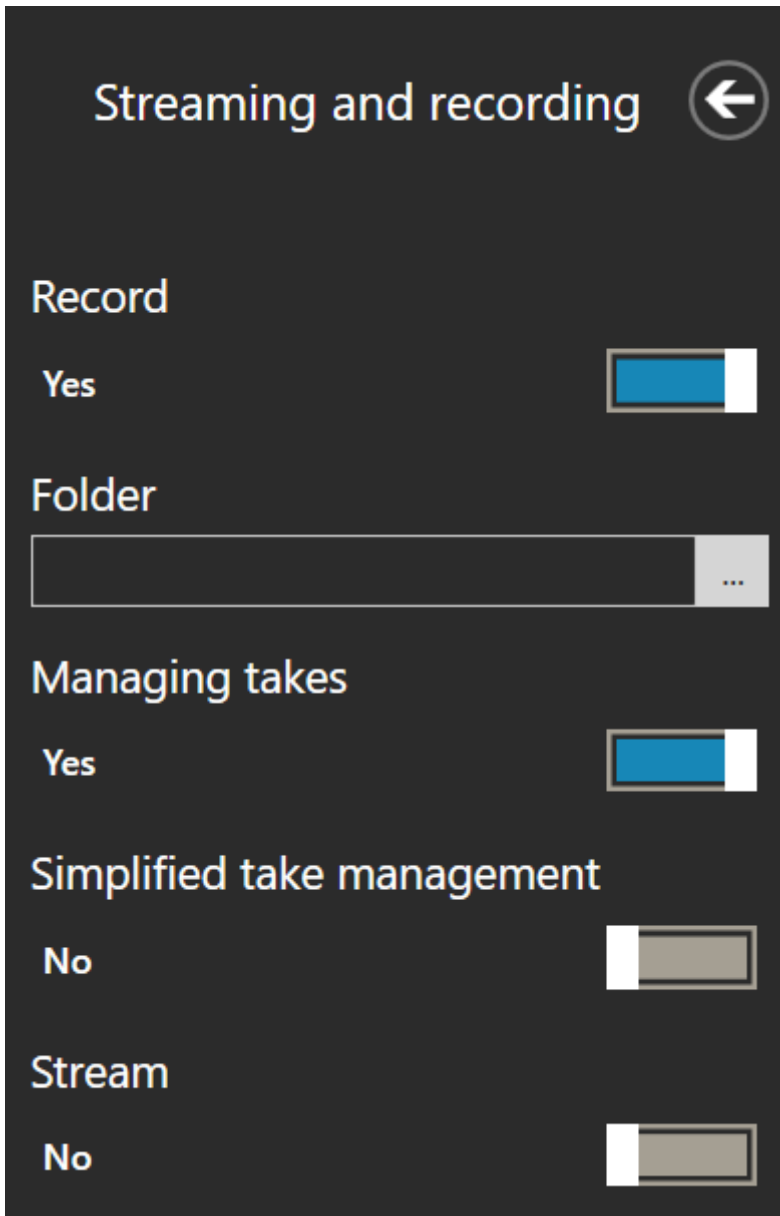 Streaming and recording
Record
Yes
Folder
...
Managing takes
Yes
Simplified take management
No
Stream
No